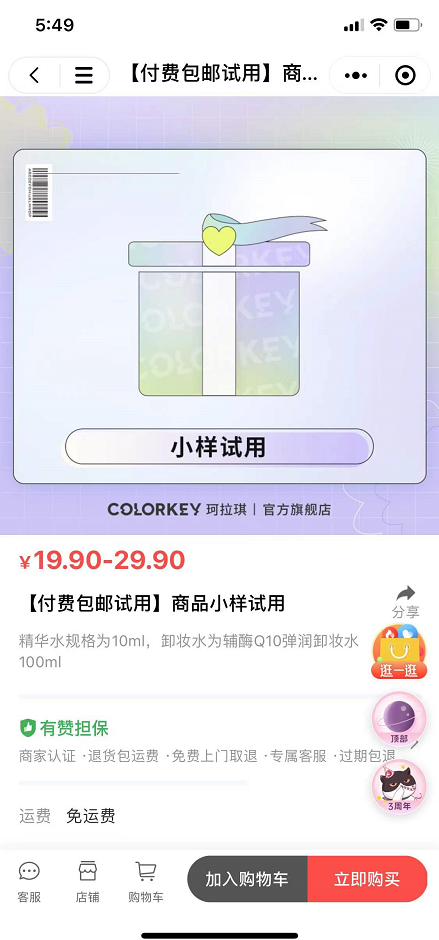 5:49
【付费包邮试用】商...
COLORKEY
COLORKEY
COLORKEY
小样试用
COLORKEY 珂拉琪 | 官方旗舰店
¥19.90-29.90
【付费包邮试用】商品小样试用
分享
精华水规格为10ml，卸妆水为辅酶Q10弹润卸妆水
100ml
逛一逛
有赞担保
顶部
商家认证 ·退货包运费 ·免费上门取退 ·专属客服 ·过期包退
3周年
运费 免运费
客服
店铺
购物车
加入购物车
立即购买